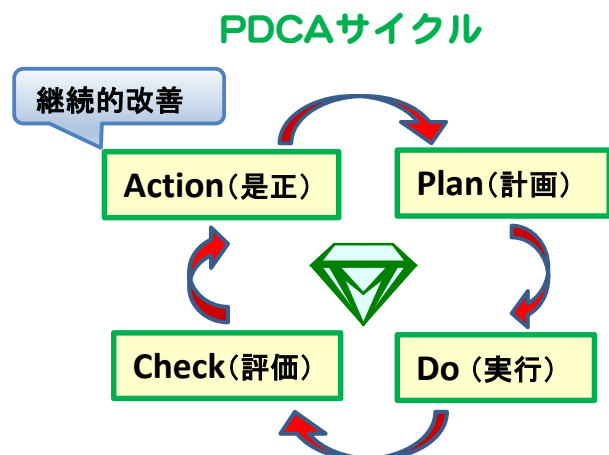 PDCAサイクル
継続的改善
Action(是正)
Plan(計画)
Check(評価)
Do (実行)